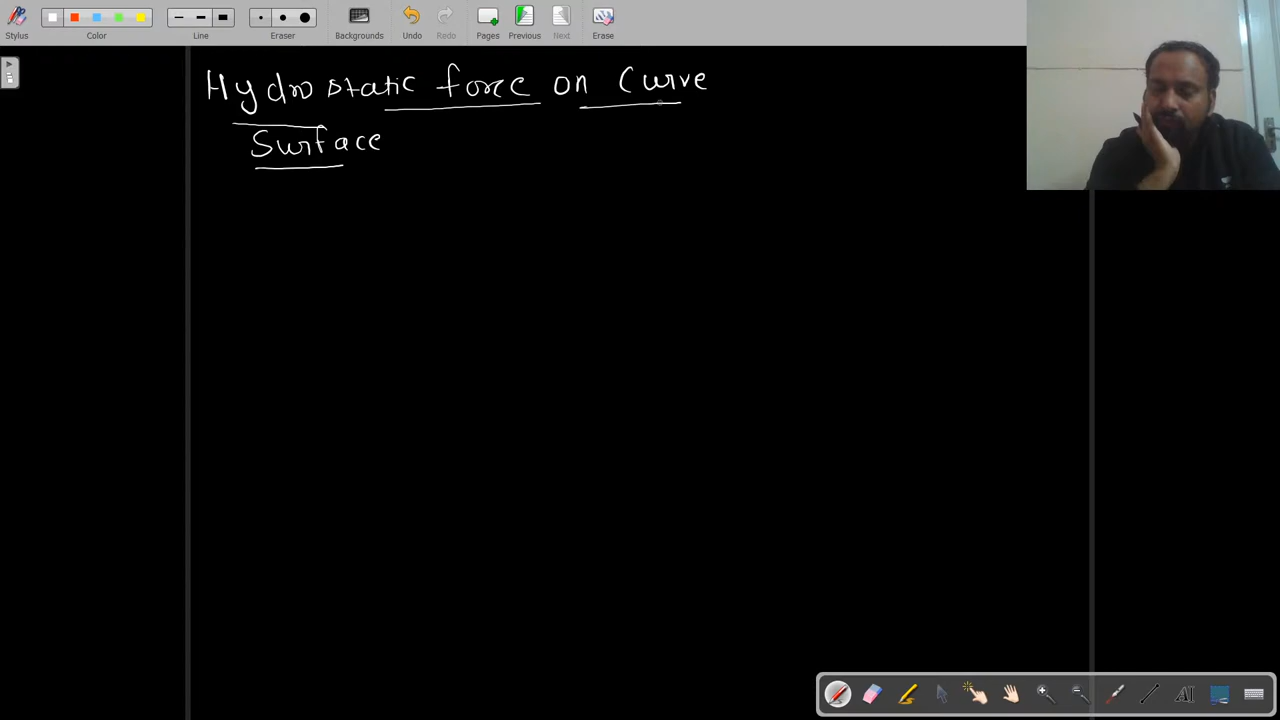 Stylus
Color
Line
Eraser
Backgrounds
Undo
Redo
Pages
Previous
Next
Erase
Hydrostatic force on Curve
Surface